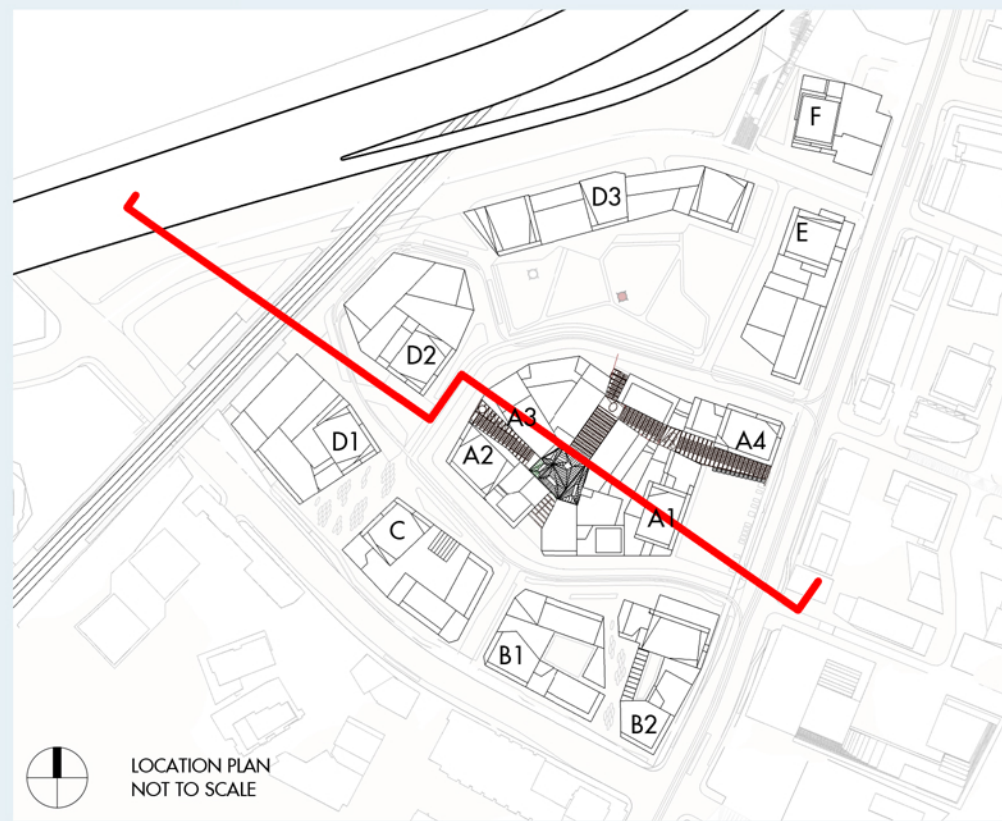 F
D3
E
D2
A3
D1
A4
A2
A1
C
B1
B2
LOCATION PLAN
NOT TO SCALE